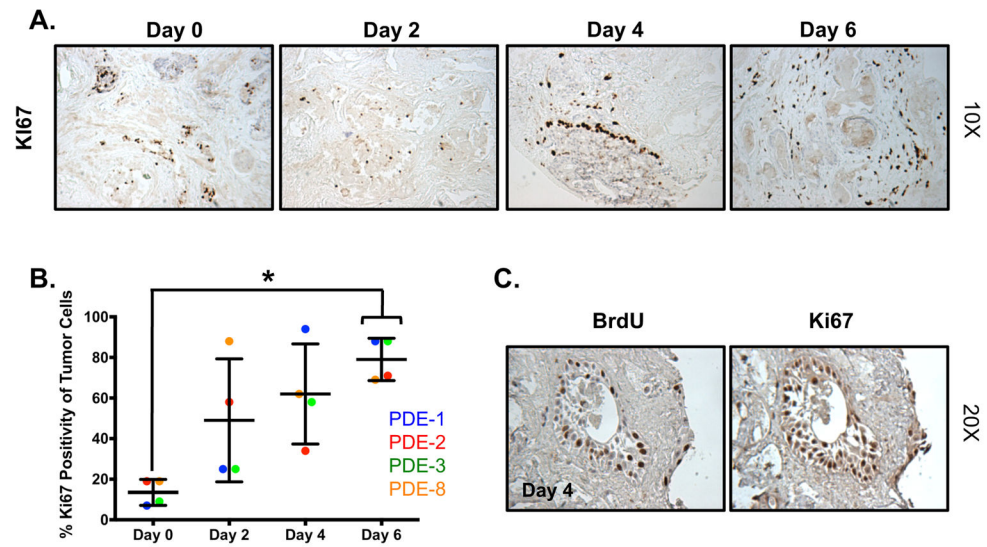 A.
Day 0 Day 2 Day 4 Day 6
KI67
10X
B.
*
% Ki67 Positivity of Tumor Cells
100
80
60
40
20
0
Day 0 Day 2 Day 4 Day 6
PDE-1
PDE-2
PDE-3
PDE-8
C.
BrdU Ki67
Day 4
20X